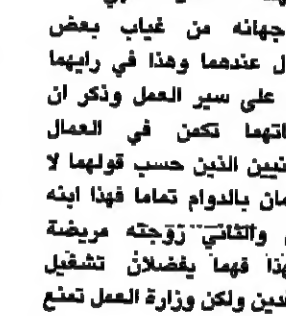 جهانه من غياب بعض
ل عندهما وهذا في رايهما
على سير العمل وذكر ان
اتهما تكمن في العمال
نيين الذين حسب قولهما لا
مان بالدوام تماما فهذا ابنه
والثاني زوجته مريضة
هذا فهما يفضلان تشغيل
دين ولكن وزارة العمل تمنع